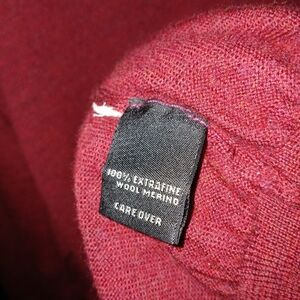 100% EXTRAFINE
WOOL MERINO
CARE OVER